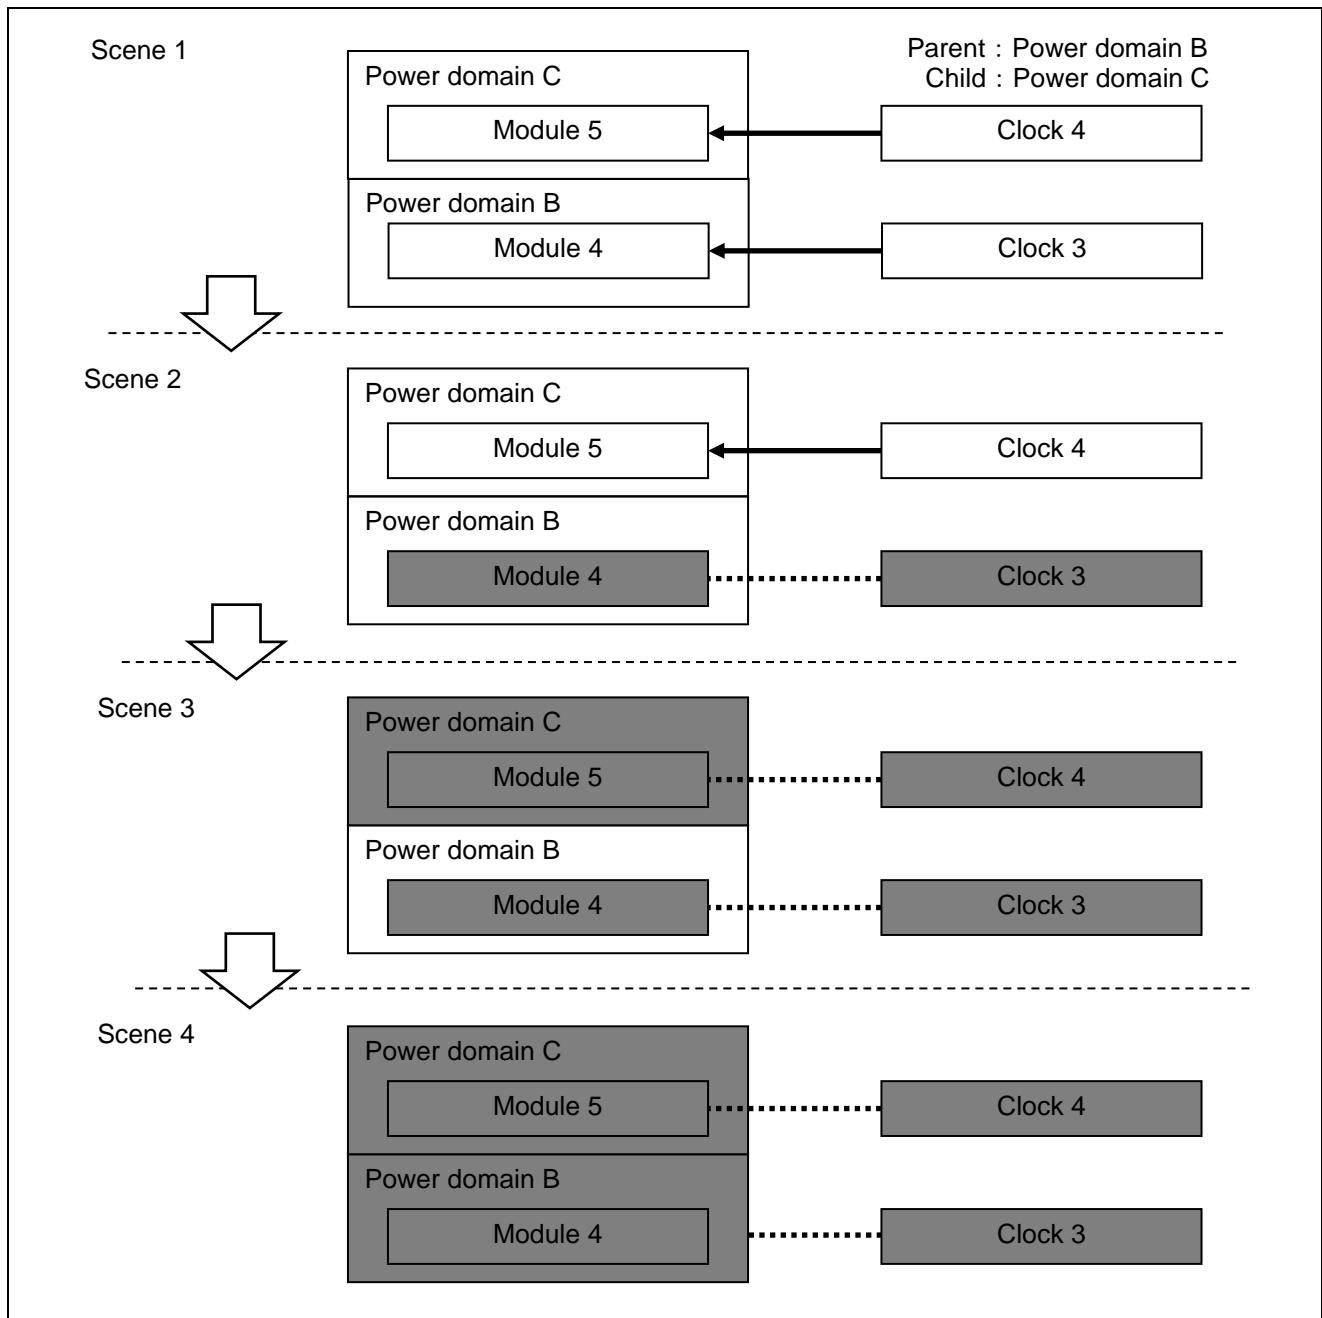 Scene 1
Parent : Power domain B
Child : Power domain C
Power domain C
Module 5
Clock 4
Power domain B
Module 4
Clock 3
Scene 2
Power domain C
Module 5
Clock 4
Power domain B
Module 4
Clock 3
Scene 3
Power domain C
Module 5
Clock 4
Power domain B
Module 4
Clock 3
Scene 4
Power domain C
Module 5
Clock 4
Power domain B
Module 4
Clock 3